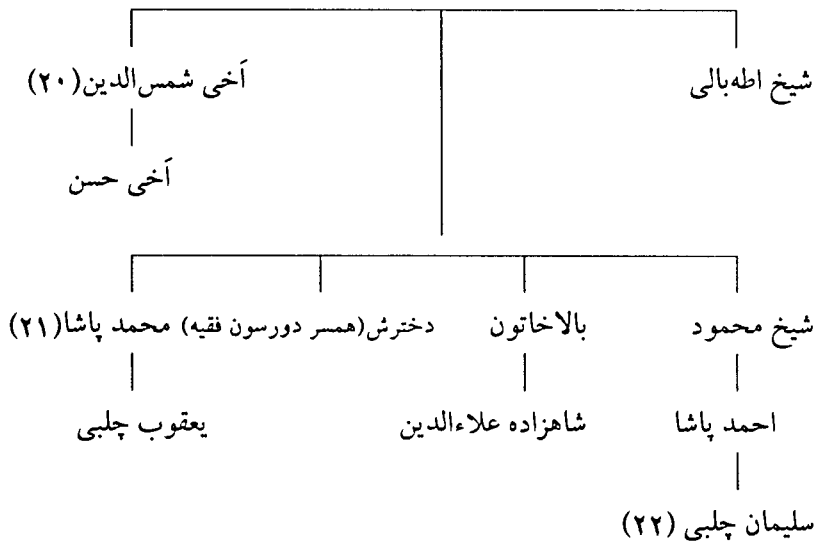 شیخ اطه‌بالی اَخی شمس‌الدین(۲۰)
اَخی حسن
شیخ محمود بالاخاتون دخترش(همسر دورسون فقیه) محمد پاشا(۲۱)
احمد پاشا شاهزاده علاءالدین یعقوب چلبی
سلیمان چلبی (۲۲)